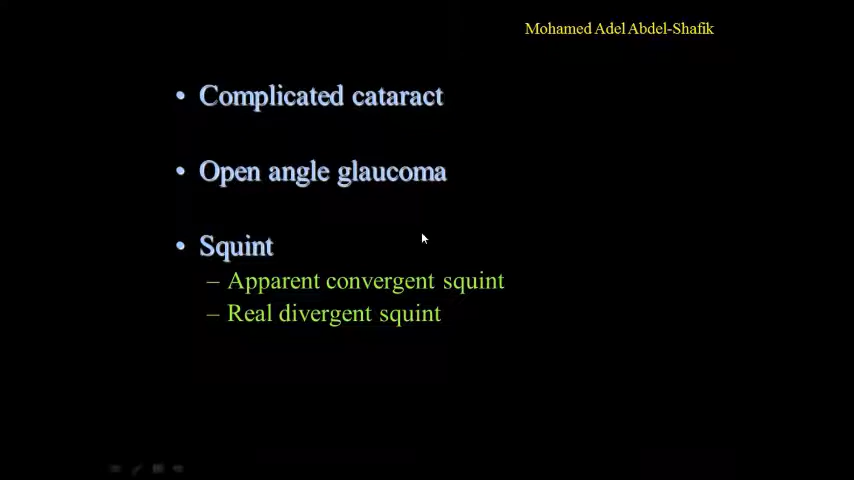 Mohamed Adel Abdel-Shafik
• Complicated cataract
• Open angle glaucoma
• Squint
– Apparent convergent squint
– Real divergent squint